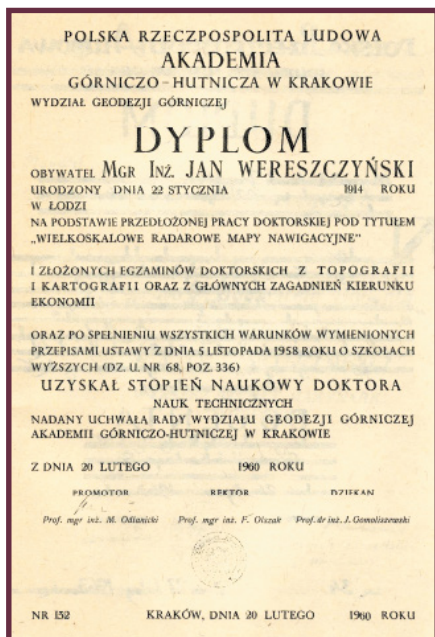 POLSKA RZECZPOSPOLITA LUDOWA
AKADEMIA
GÓRNICZO-HUTNICZA W KRAKOWIE
WYDZIAŁ GEODEZJI GÓRNICZEJ
DYPLOM
OBYWATEL MGR INŻ. JAN WERESZCZYŃSKI
URODZONY DNIA 22 STYCZNIA 1914 ROKU
W ŁODZI
NA PODSTAWIE PRZEDŁOŻONEJ PRACY DOKTORSKIEJ POD TYTUŁEM
„WIELKOSKALOWE RADAROWE MAPY NAWIGACYJNE"
I ZŁOŻONYCH EGZAMINÓW DOKTORSKICH Z TOPOGRAFII
I KARTOGRAFII ORAZ Z GŁÓWNYCH ZAGADNIEŃ KIERUNKU
EKONOMII
ORAZ PO SPEŁNIENIU WSZYSTKICH WARUNKÓW WYMIENIONYCH
PRZEPISAMI USTAWY Z DNIA 5 LISTOPADA 1958 ROKU O SZKOŁACH
WYŻSZYCH (DZ. U. NR 68, POZ. 336)
UZYSKAŁ STOPIEŃ NAUKOWY DOKTORA
NAUK TECHNICZNYCH
NADANY UCHWAŁĄ RADY WYDZIAŁU GEODEZJI GÓRNICZEJ
AKADEMII GÓRNICZO-HUTNICZEJ W KRAKOWIE
Z DNIA 20 LUTEGO 1960 ROKU
PROMOTOR REKTOR DZIEKAN
Prof. mgr inż. M. Odlanicki Prof. mgr inż. F. Olszak Prof. dr inż. J. Gomoliszewski
NR 152 KRAKÓW, DNIA 20 LUTEGO 1960 ROKU